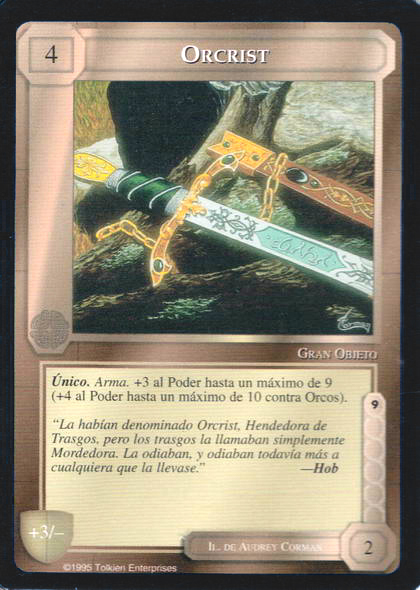 4
ORCRIST
GRAN OBJETO
Único. Arma. +3 al Poder hasta un máximo de 9
(+4 al Poder hasta un máximo de 10 contra Orcos).
“La habían denominado Orcrist, Hendedora de
Trasgos, pero los trasgos la llamaban simplemente
Mordedora. La odiaban, y odiaban todavía más a
cualquiera que la llevase.” —Hob
9
+3/–
IL. DE AUDREY CORMAN
2
©1995 Tolkien Enterprises